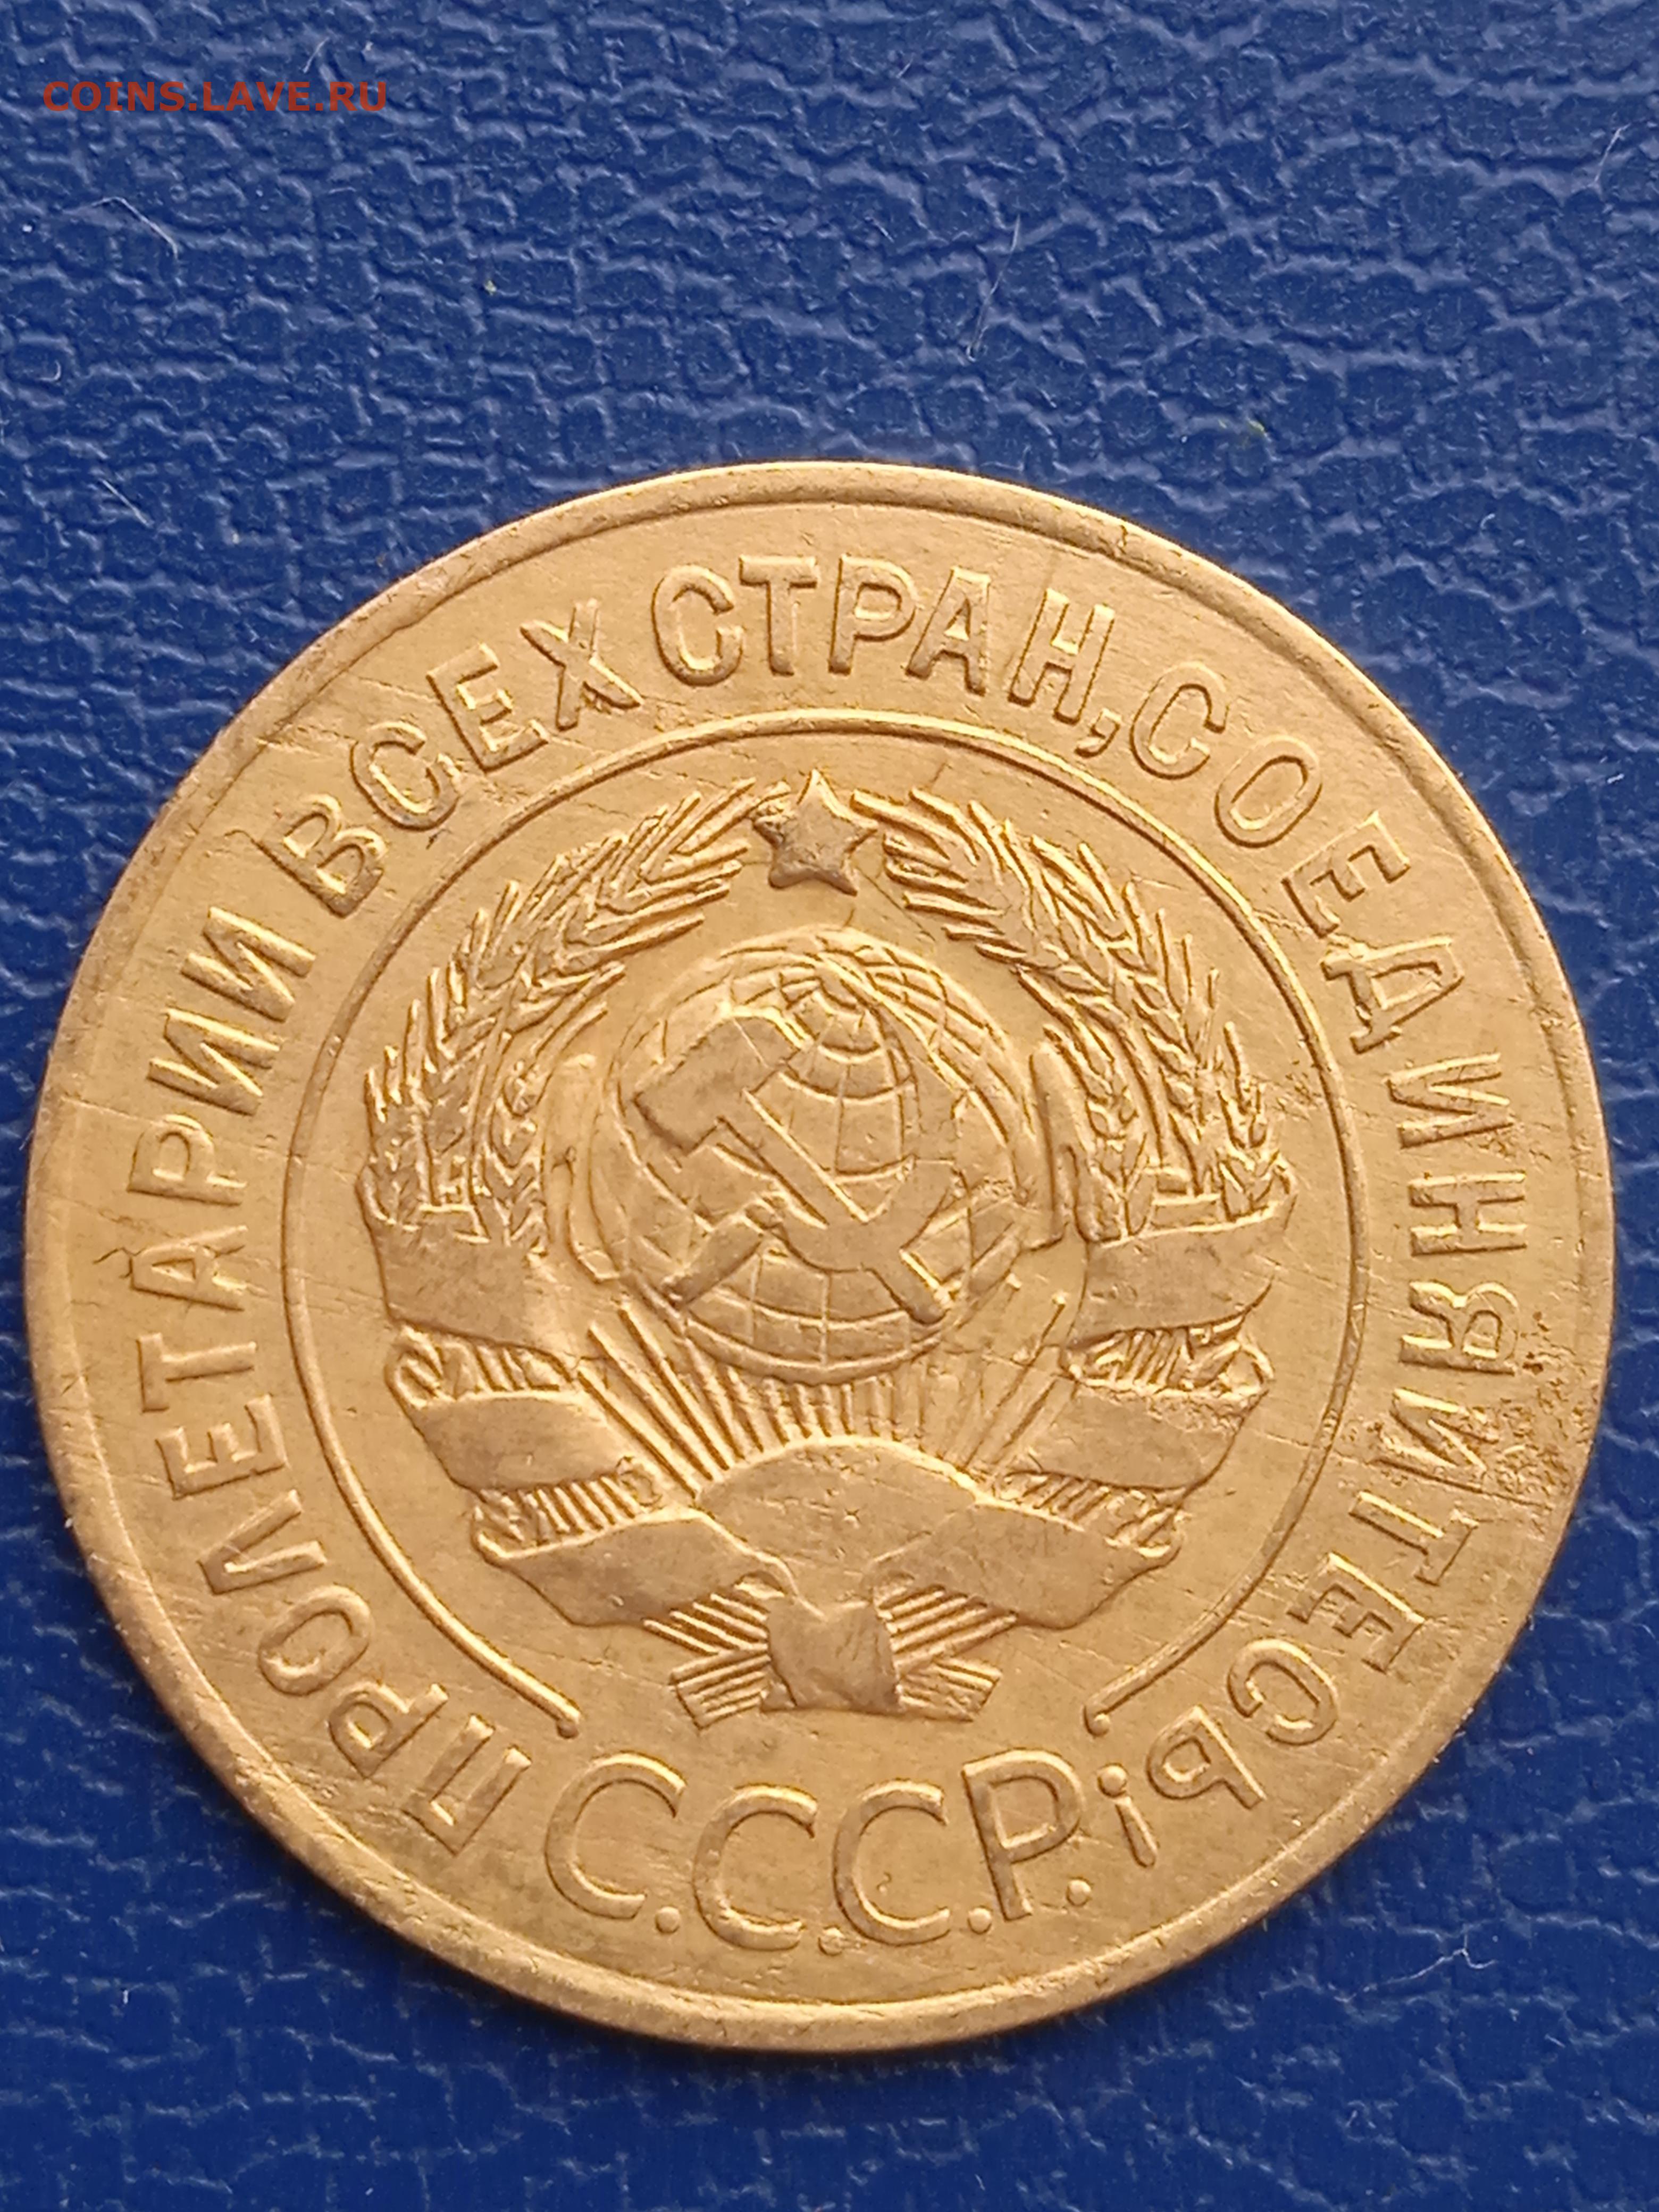 COINS.LAVE.RU
ПРОЛЕТАРИИ ВСЕХ СТРАН, СОЕДИНЯЙТЕСЬ!
С.С.С.Р.